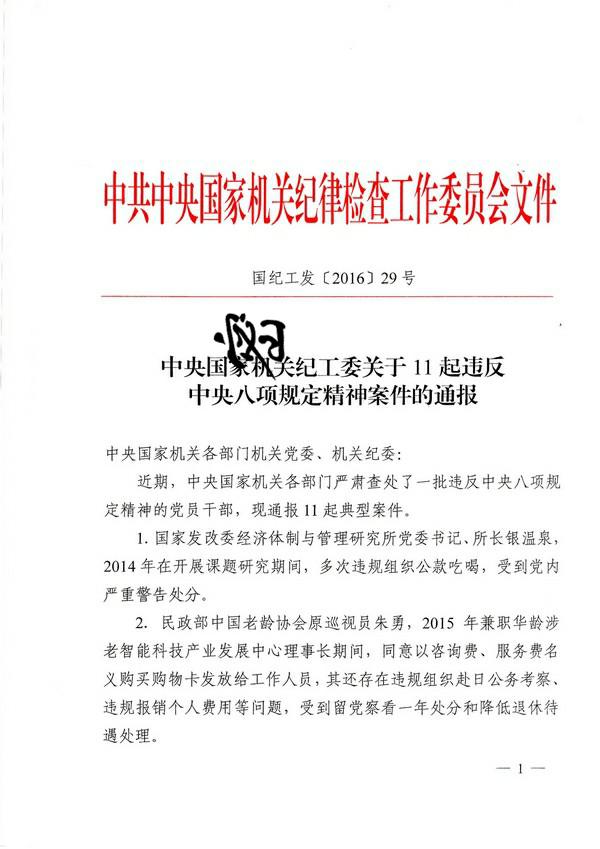 中共中央国家机关纪律检查工作委员会文件
国纪工发〔2016〕29号
中央国家机关纪工委关于11起违反
中央八项规定精神案件的通报
中央国家机关各部门机关党委、机关纪委：
近期，中央国家机关各部门严肃查处了一批违反中央八项规
定精神的党员干部，现通报11起典型案件。
1. 国家发改委经济体制与管理研究所党委书记、所长银温泉，
2014年在开展课题研究期间，多次违规组织公款吃喝，受到党内
严重警告处分。
2. 民政部中国老龄协会原巡视员朱勇，2015 年兼职华龄涉
老智能科技产业发展中心理事长期间，同意以咨询费、服务费名
义购买购物卡发放给工作人员，其还存在违规组织赴日公务考察、
违规报销个人费用等问题，受到留党察看一年处分和降低退休待
遇处理。
— 1 —